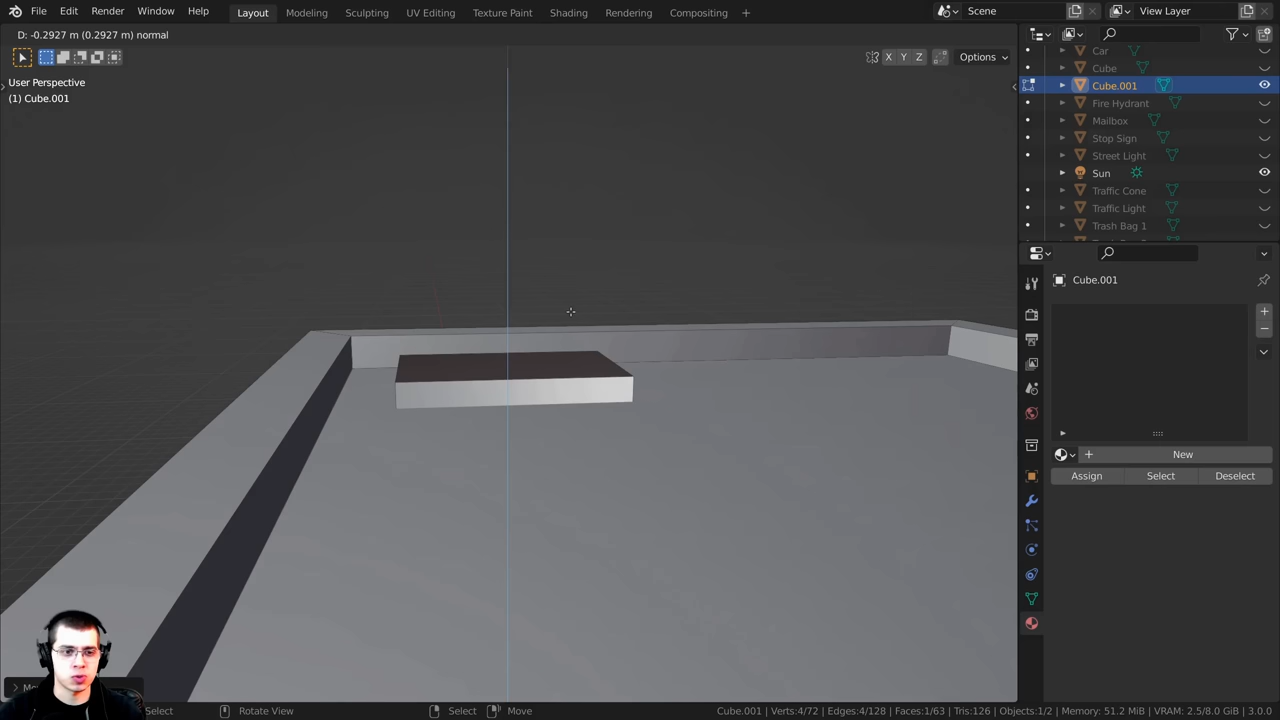 File Edit Render Window Help
Layout Modeling Sculpting UV Editing Texture Paint Shading Animation Rendering Compositing +
Scene
View Layer
D: -0.2927 m (0.2927 m) normal
X Y Z
Options
User Perspective
(1) Cube.001
Car
Cube
Cube.001
Fire Hydrant
Mailbox
Stop Sign
Street Light
Sun
Traffic Cone
Traffic Light
Trash Bag 1
Cube.001
New
Assign Select Deselect
Select
Rotate View
Select
Move
Cube.001 | Verts:4/72 | Edges:4/128 | Faces:1/63 | Tris:126 | Objects:1/2 | Memory: 51.2 MiB | VRAM: 2.5/8.0 GiB | 3.0.0